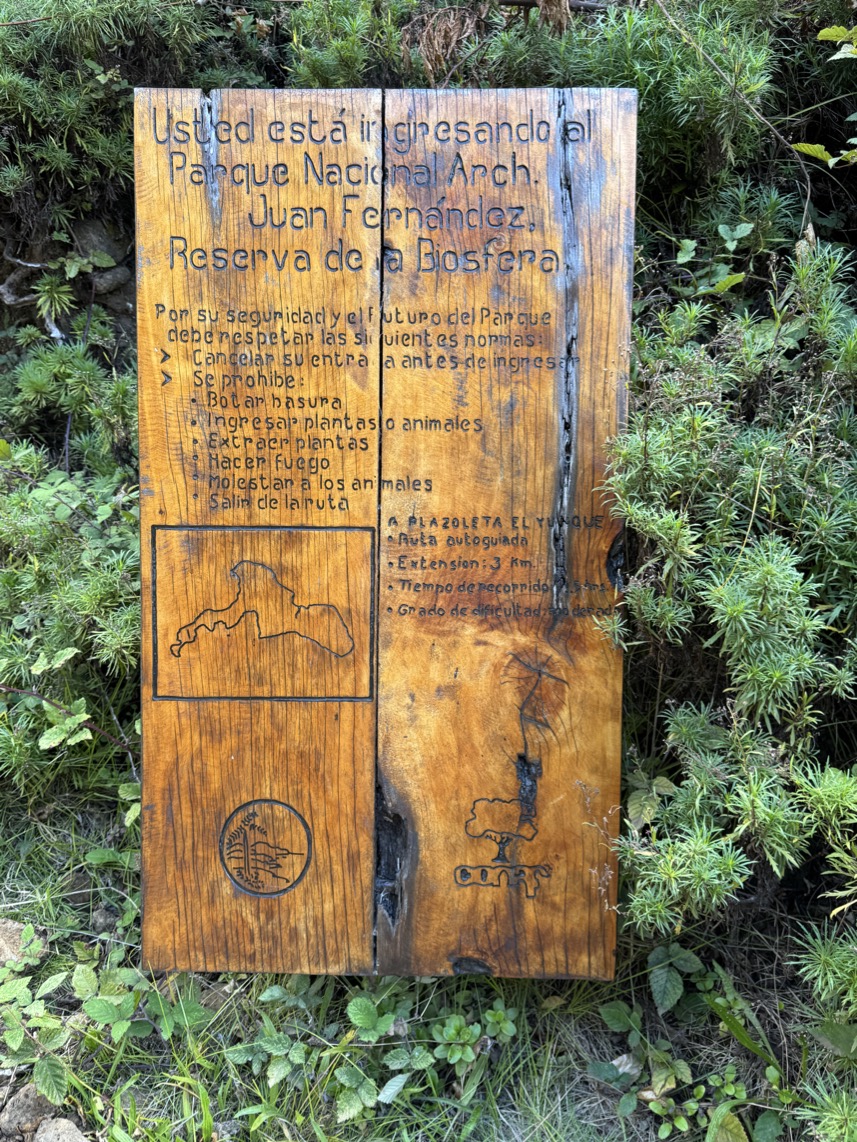 Usted está ingresando al
Parque Nacional Arch.
Juan Fernández,
Reserva de la Biosfera
Por su seguridad y el futuro del Parque
debe respetar las siguientes normas:
➤ Cancelar su entrada antes de ingresar
➤ Se prohibe:
• Botar basura
• Ingresar plantas o animales
• Extraer plantas
• Hacer fuego
• Molestar a los animales
• Salir de la ruta
A PLAZOLETA EL YUNQUE
• Ruta autoguiada
• Extension: 3 Km.
• Tiempo de recorrido
• Grado de dificultad: moderado